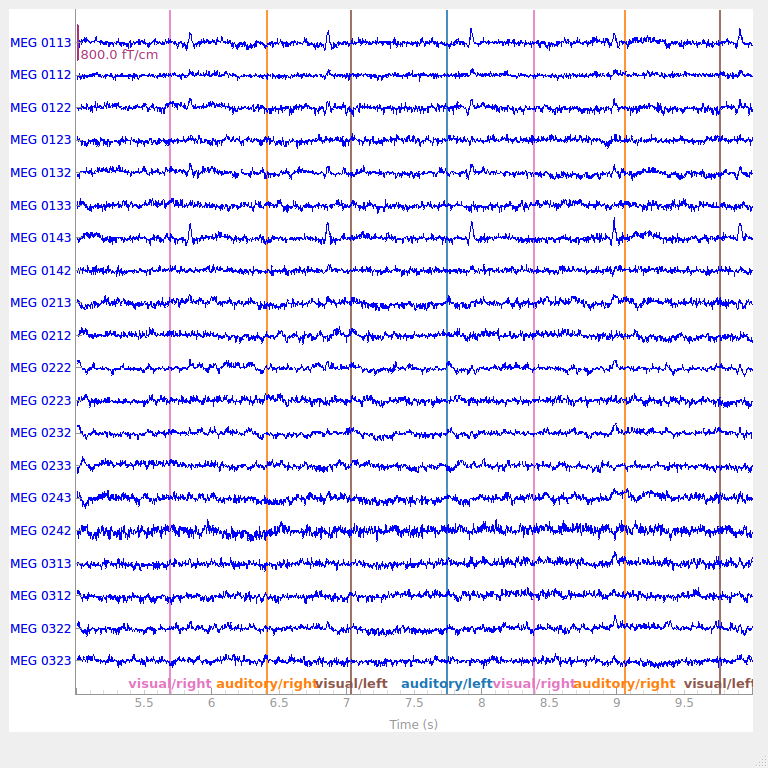 MEG 0113
800.0 fT/cm
MEG 0112
MEG 0122
MEG 0123
MEG 0132
MEG 0133
MEG 0143
MEG 0142
MEG 0213
MEG 0212
MEG 0222
MEG 0223
MEG 0232
MEG 0233
MEG 0243
MEG 0242
MEG 0313
MEG 0312
MEG 0322
MEG 0323
visual/right auditory/right visual/left auditory/left visual/right auditory/right visual/left
5.5 6 6.5 7 7.5 8 8.5 9 9.5
Time (s)